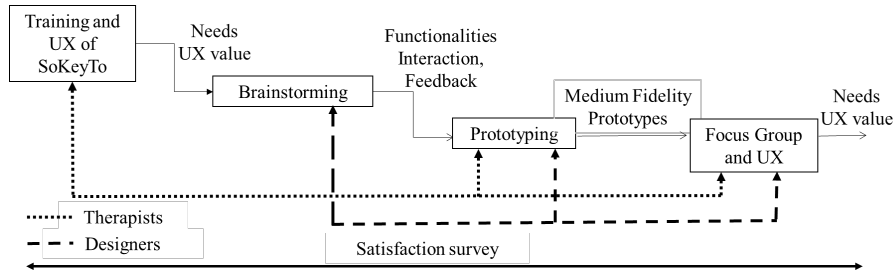 Training and
UX of
SoKeyTo
Needs
UX value
Brainstorming
Functionalities
Interaction,
Feedback
Prototyping
Medium Fidelity
Prototypes
Focus Group
and UX
Needs
UX value
Therapists
Designers
Satisfaction survey